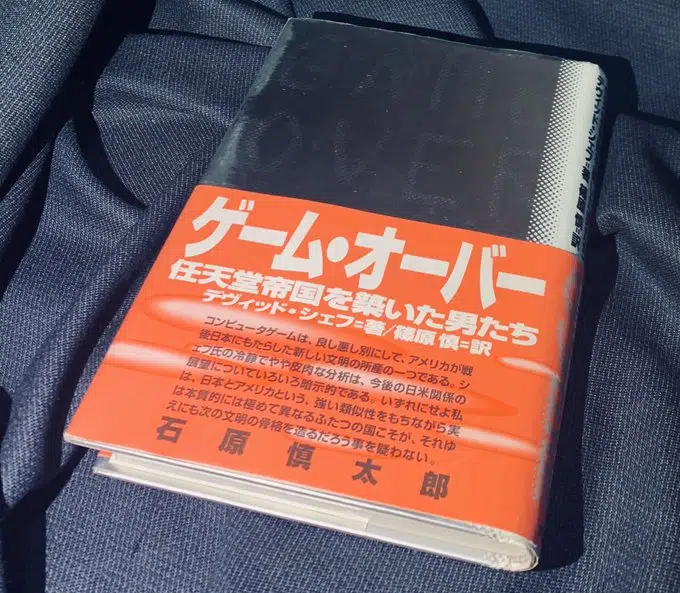 GAME
OVER
ゲーム・オーバー
任天堂帝国を築いた男たち
デヴィッド・シェフ=著/篠原慎=訳
コンピュータゲームは、良し悪し別にして、アメリカが戦
後日本にもたらした新しい文明の所産の一つである。シ
ェフ氏の冷静でやや皮肉な分析は、今後の日米関係の
展望についていろいろ暗示的である。いずれにせよ私
は、日本とアメリカという、強い類似性をもちながら実
は本質的には極めて異なるふたつの国こそが、それゆ
えにも次の文明の骨格を造るだろう事を疑わない。
石原慎太郎